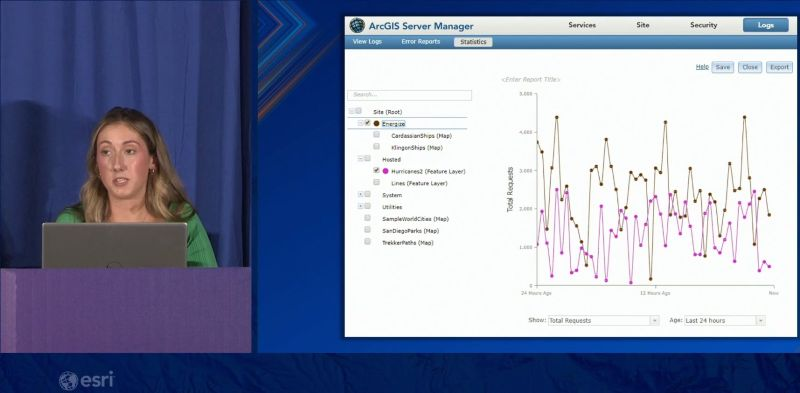 ArcGIS Server Manager
Services Site Security Logs
View Logs Error Reports Statistics
Help Save Close Export
<Enter Report Title>
Search...
Site (Root)
Energize
CardassianShips (Map)
KlingonShips (Map)
Hosted
Hurricanes2 (Feature Layer)
Lines (Feature Layer)
System
Utilities
SampleWorldCities (Map)
SanDiegoParks (Map)
TrekkerPaths (Map)
Total Requests
5,000
4,000
3,000
2,000
1,000
0
24 Hours Ago 12 Hours Ago Now
Show: Total Requests Age: Last 24 hours
esri